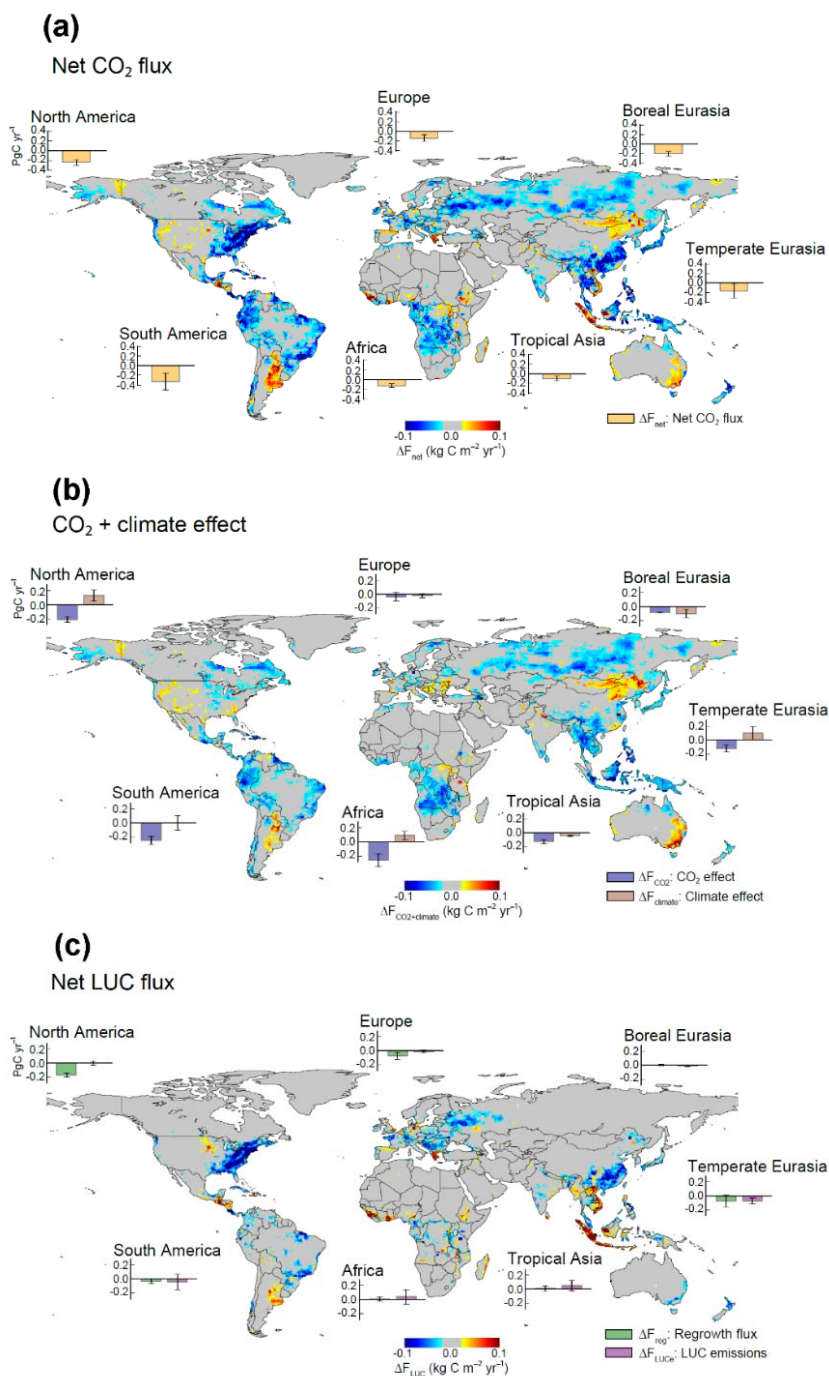 (a)
Net CO₂ flux
North America
PgC yr⁻¹
0.4
0.2
0.0
-0.2
-0.4
Europe
0.4
0.2
0.0
-0.2
-0.4
Boreal Eurasia
0.4
0.2
0.0
-0.2
-0.4
Temperate Eurasia
0.4
0.2
0.0
-0.2
-0.4
South America
0.4
0.2
0.0
-0.2
-0.4
Africa
0.4
0.2
0.0
-0.2
-0.4
Tropical Asia
0.4
0.2
0.0
-0.2
-0.4
-0.1 0.0 0.1
ΔFnet (kg C m⁻² yr⁻¹)
ΔFnet: Net CO₂ flux
(b)
CO₂ + climate effect
North America
PgC yr⁻¹
0.2
0.0
-0.2
Europe
0.2
0.0
-0.2
Boreal Eurasia
0.2
0.0
-0.2
Temperate Eurasia
0.2
0.0
-0.2
South America
0.2
0.0
-0.2
Africa
0.2
0.0
-0.2
Tropical Asia
0.2
0.0
-0.2
-0.1 0.0 0.1
ΔFCO2+climate (kg C m⁻² yr⁻¹)
ΔFCO2: CO₂ effect
ΔFclimate: Climate effect
(c)
Net LUC flux
North America
PgC yr⁻¹
0.2
0.0
-0.2
Europe
0.2
0.0
-0.2
Boreal Eurasia
0.2
0.0
-0.2
Temperate Eurasia
0.2
0.0
-0.2
South America
0.2
0.0
-0.2
Africa
0.2
0.0
-0.2
Tropical Asia
0.2
0.0
-0.2
-0.1 0.0 0.1
ΔFLUC (kg C m⁻² yr⁻¹)
ΔFreg: Regrowth flux
ΔFLUCe: LUC emissions